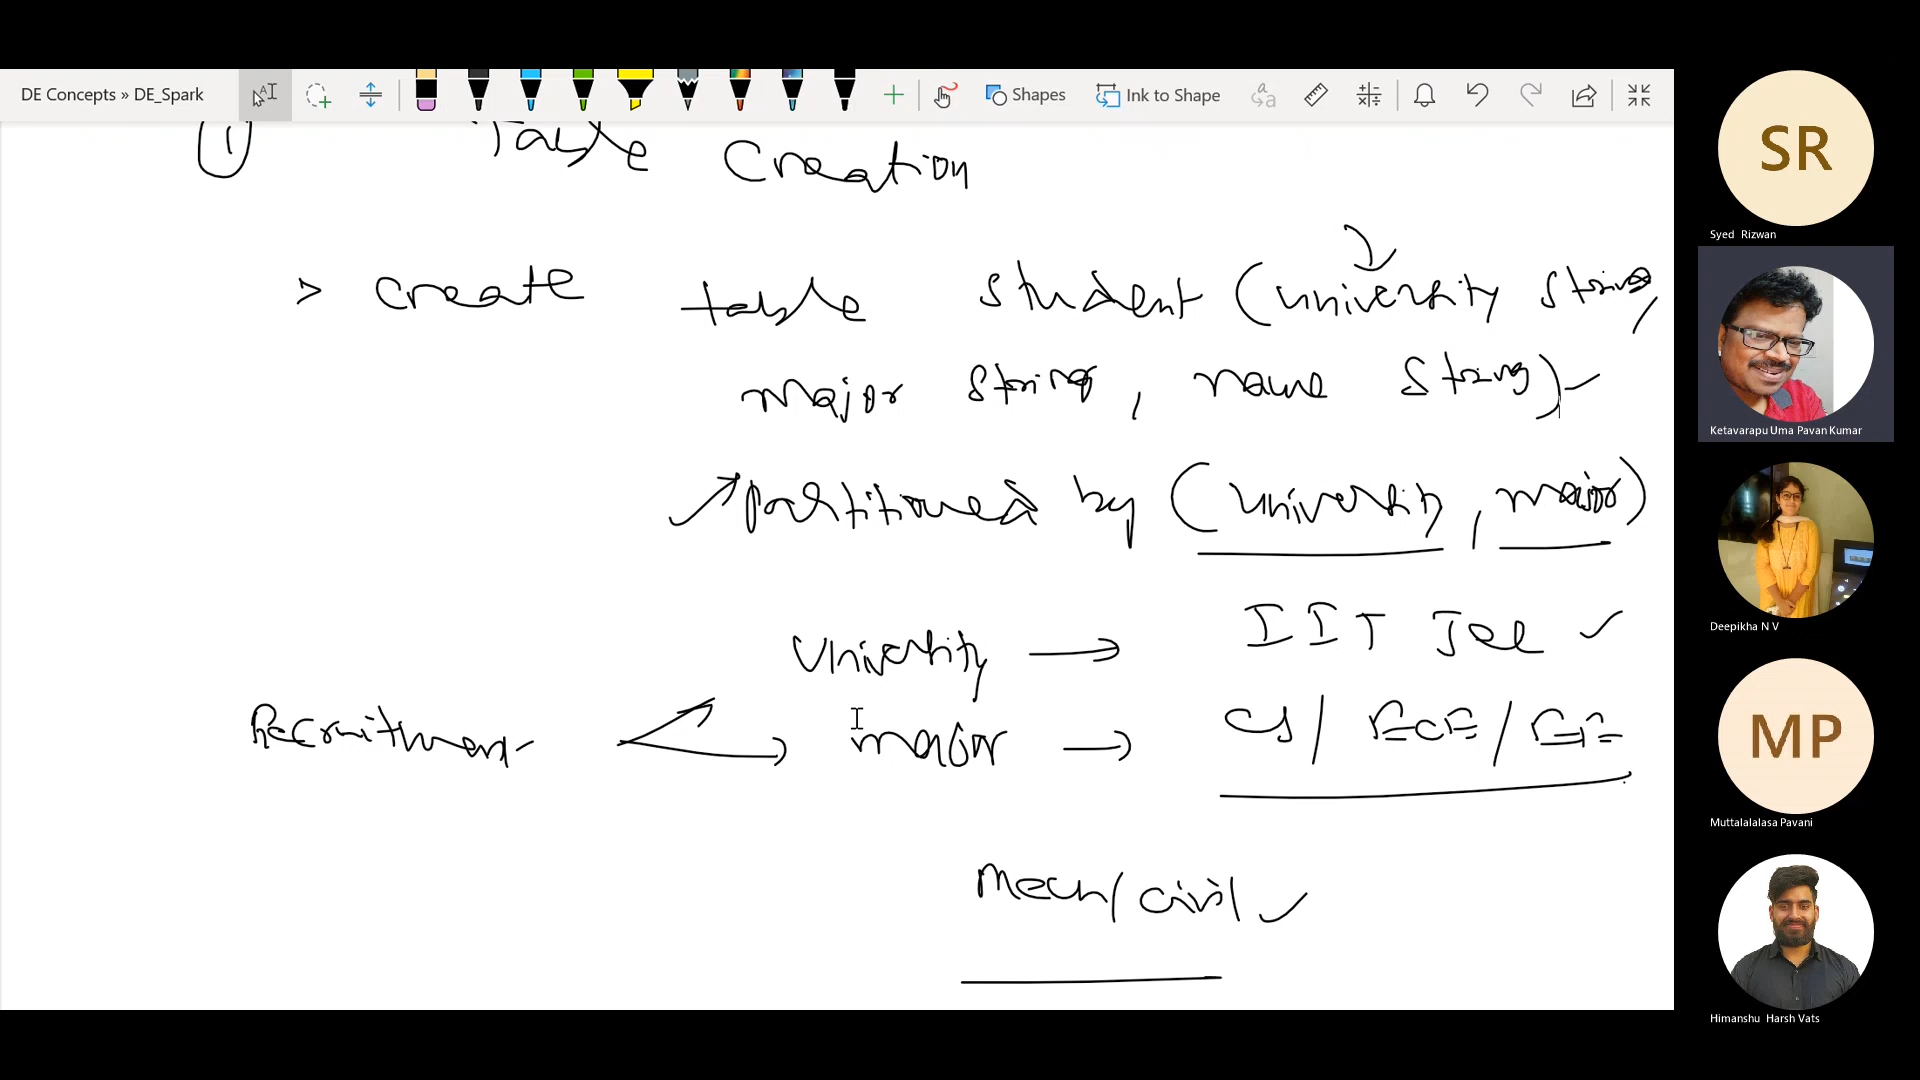 DE Concepts » DE_Spark
Shapes
Ink to Shape
① Table Creation
> create table student (university string,
major string, name string)
partitioned by (university, major)
University → IIT Jee ✓
Recruitment
major → CS / ECE / EEE
Mech / civil ✓
SR
Syed Rizwan
Ketavarapu Uma Pavan Kumar
Deepikha N V
MP
Muttalalalasa Pavani
Himanshu Harsh Vats